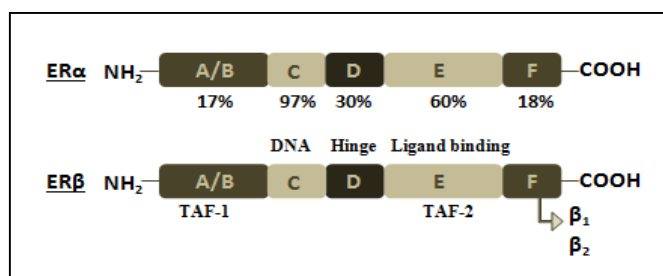 ERα NH₂ A/B C D E F COOH
17% 97% 30% 60% 18%
DNA Hinge Ligand binding
ERβ NH₂ A/B C D E F COOH
TAF-1 TAF-2
β₁
β₂